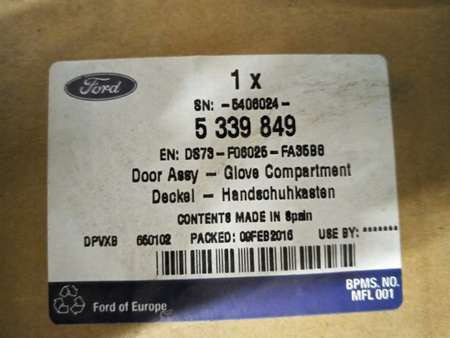 Ford
1 x
SN: -5406024-
5 339 849
EN: DS73-F06025-FA35B8
Door Assy - Glove Compartment
Deckel - Handschuhkasten
CONTENTS MADE IN Spain
DPVXB 650102 PACKED: 09FEB2016 USE BY: *******
BPMS. NO.
MFL 001
Ford of Europe